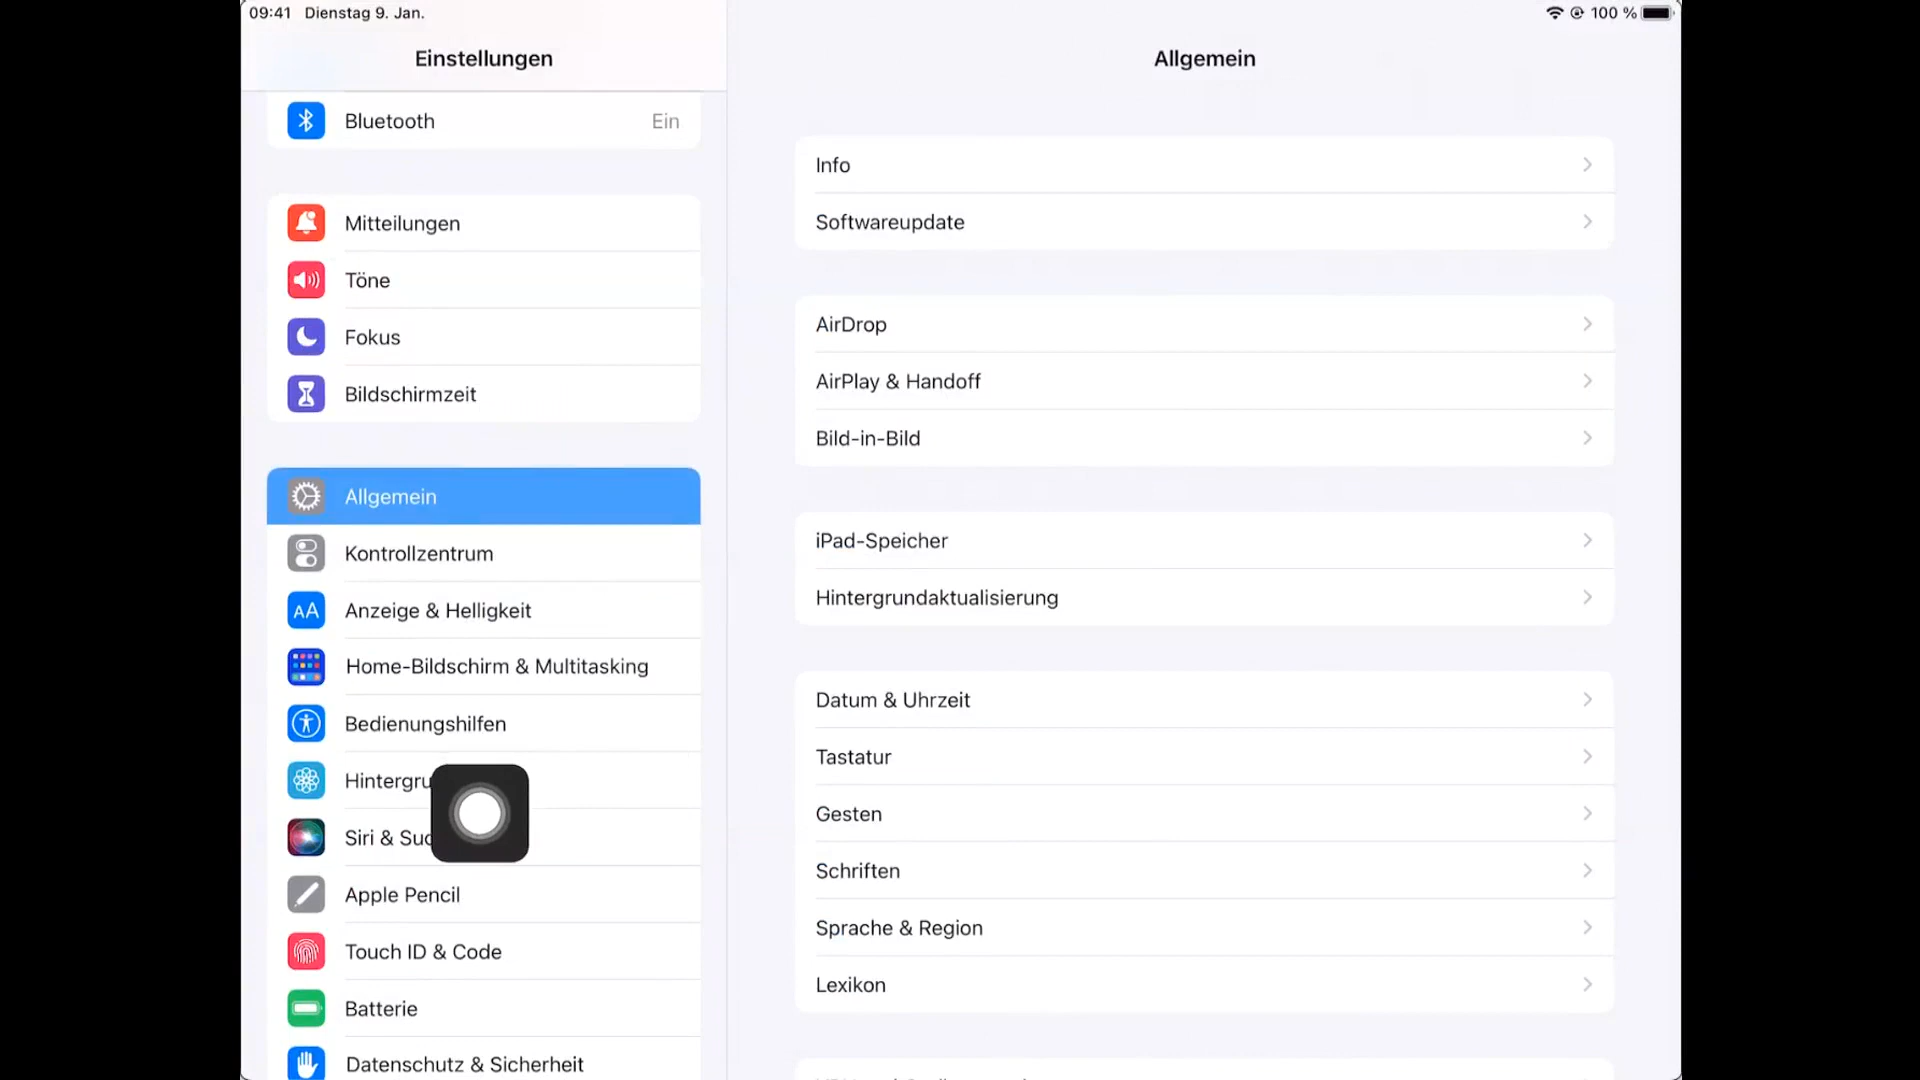 09:41 Dienstag 9. Jan.
100 %
Einstellungen
Bluetooth
Ein
Mitteilungen
Töne
Fokus
Bildschirmzeit
Allgemein
Kontrollzentrum
AA
Anzeige & Helligkeit
Home-Bildschirm & Multitasking
Bedienungshilfen
Siri &
Apple Pencil
Touch ID & Code
Batterie
Datenschutz & Sicherheit
Allgemein
Info
Softwareupdate
AirDrop
AirPlay & Handoff
Bild-in-Bild
iPad-Speicher
Hintergrundaktualisierung
Datum & Uhrzeit
Tastatur
Gesten
Schriften
Sprache & Region
Lexikon